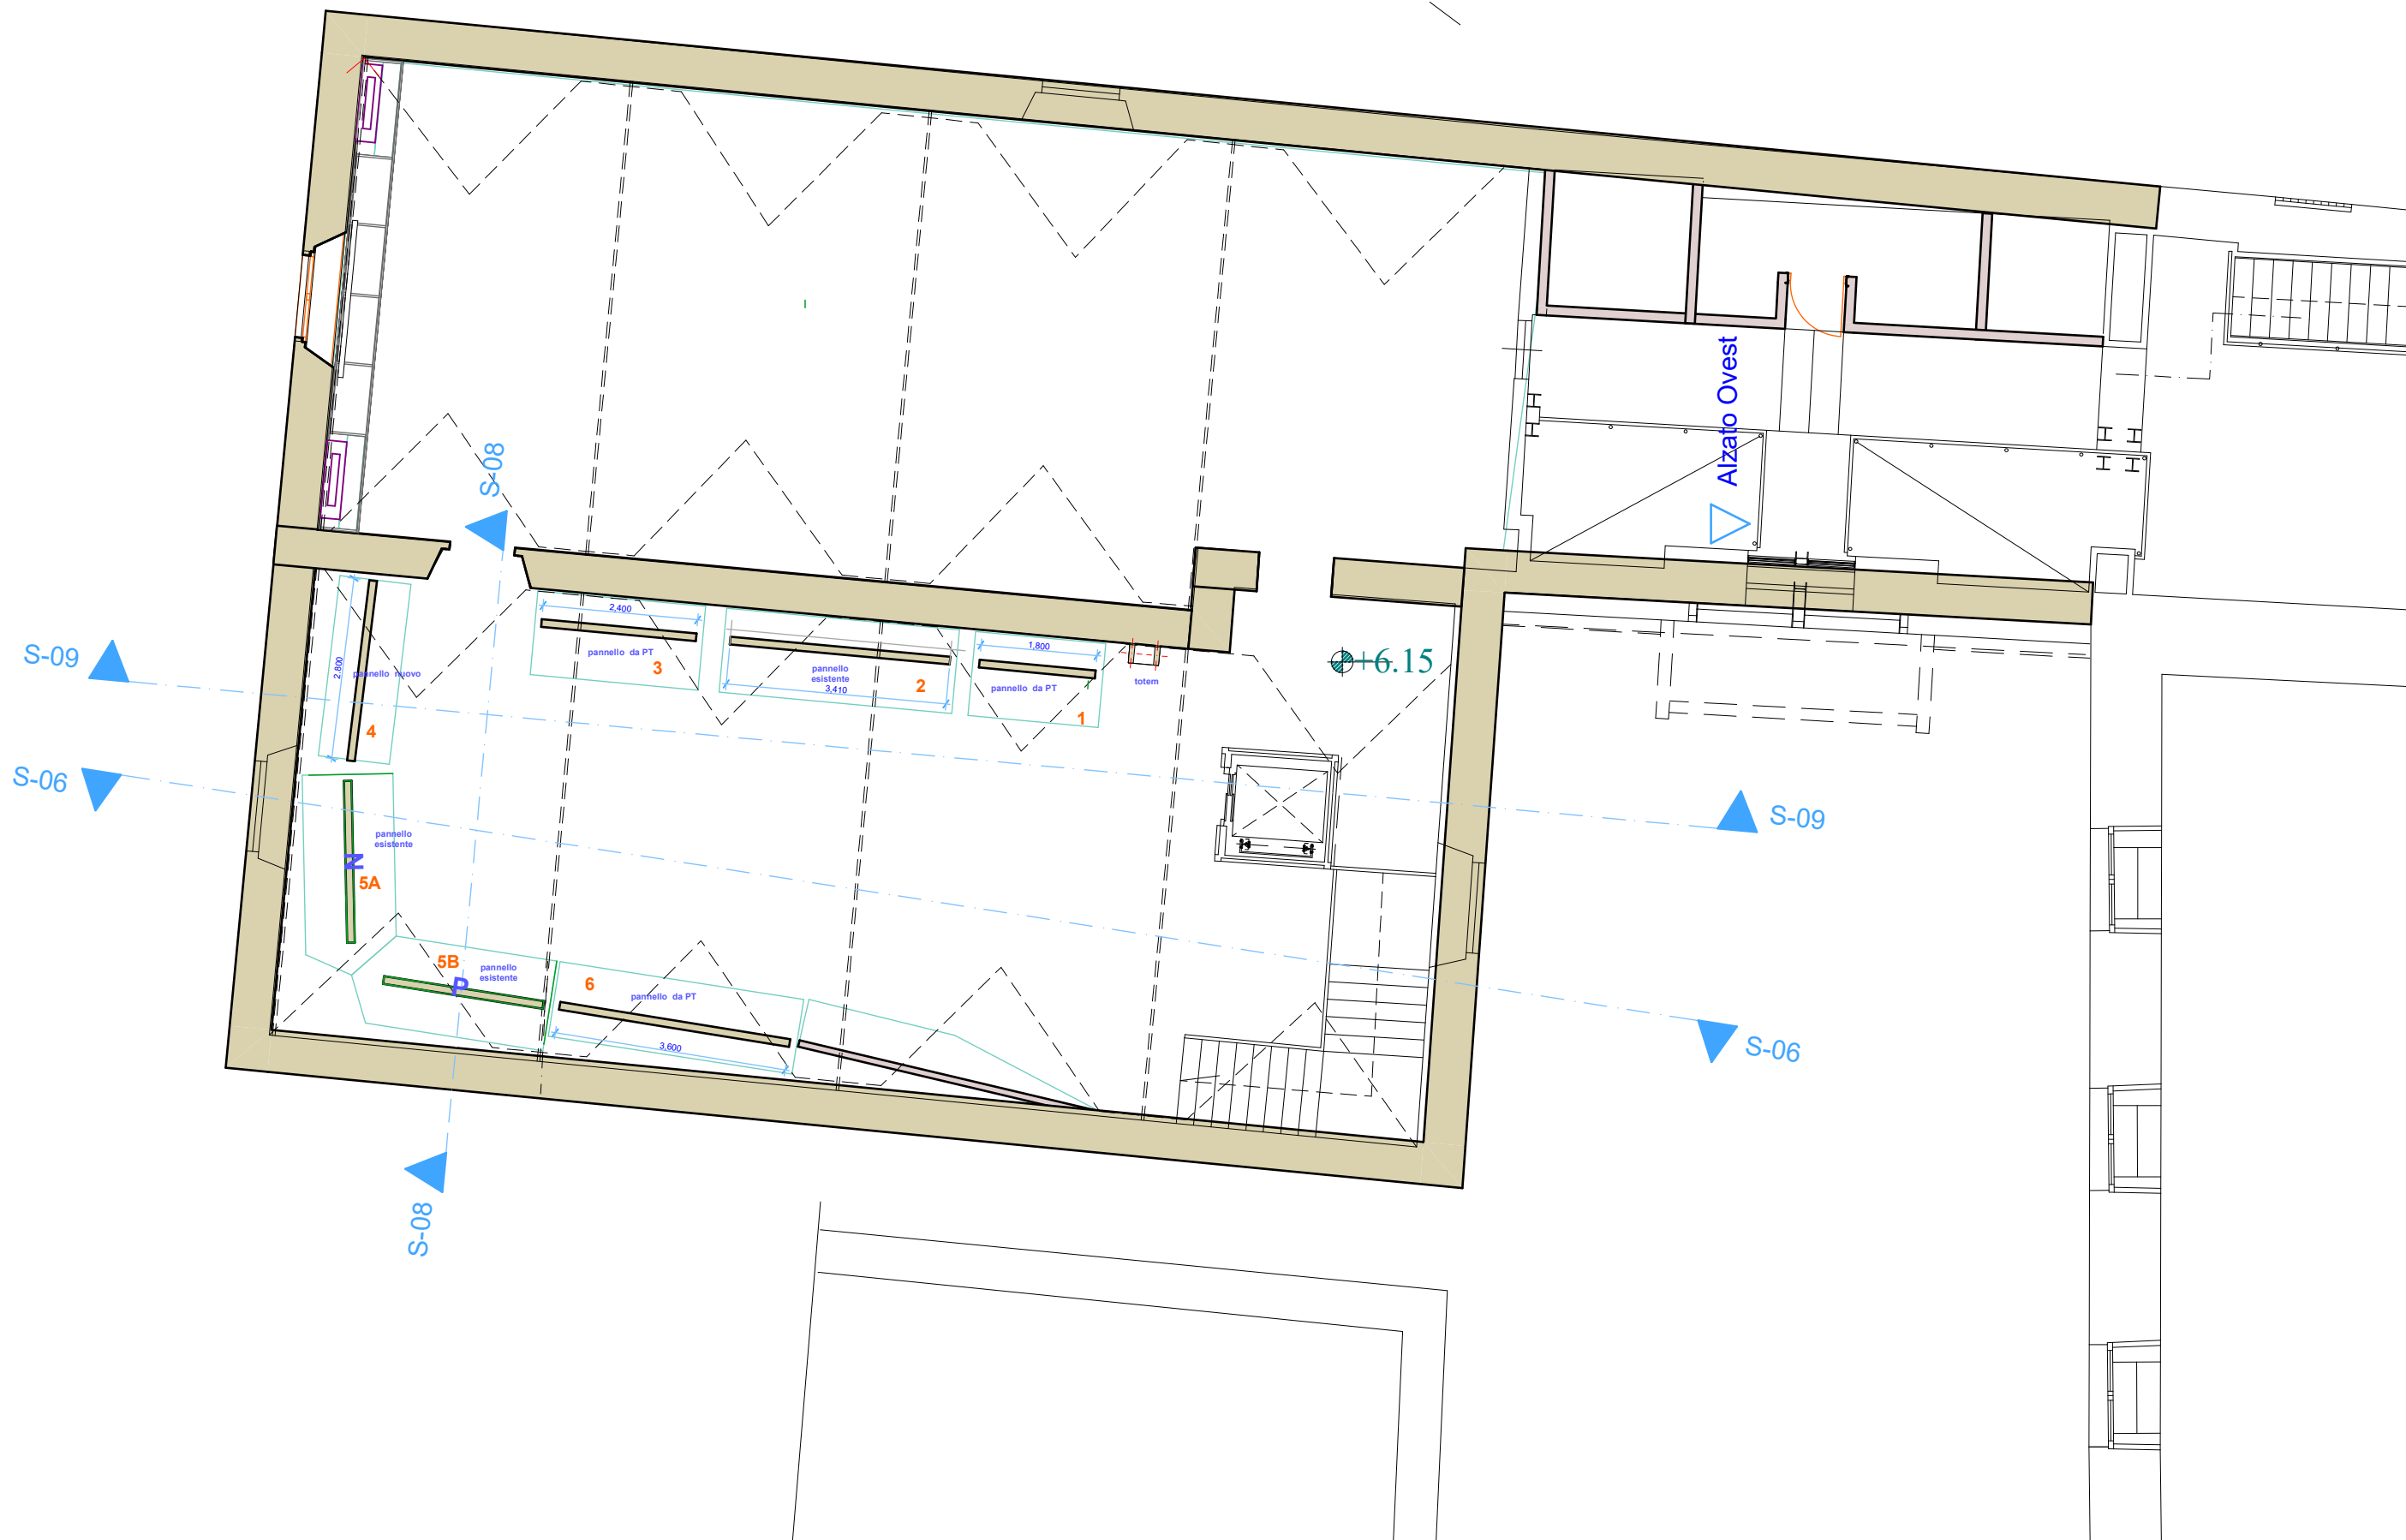 Alzato Ovest
S-08
2,400
pannello da PT
3
pannello
esistente
3,410
2
1,800
pannello da PT
1
totem
+6.15
S-09
2,800
pannello nuovo
4
S-06
S-09
pannello
esistente
N
5A
5B
pannello
esistente
P
6
pannello da PT
3,600
S-06
S-08